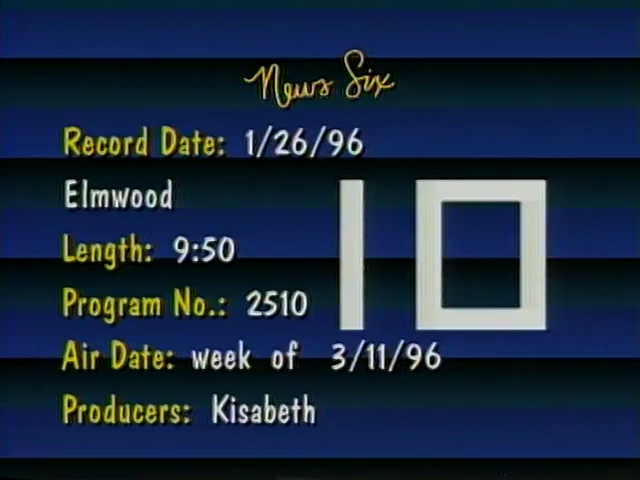 News Six
Record Date: 1/26/96
Elmwood
Length: 9:50
10
Program No.: 2510
Air Date: week of 3/11/96
Producers: Kisabeth